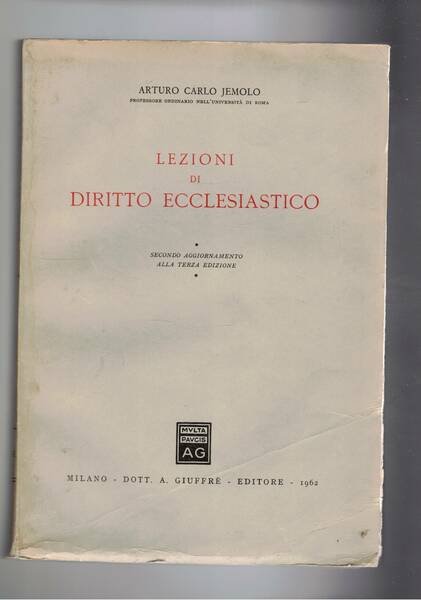 ARTURO CARLO JEMOLO
PROFESSORE ORDINARIO NELL'UNIVERSITÀ DI ROMA
LEZIONI
DI
DIRITTO ECCLESIASTICO
SECONDO AGGIORNAMENTO
ALLA TERZA EDIZIONE
MVLTA
PAVCIS
AG
MILANO - DOTT. A. GIUFFRÈ - EDITORE - 1962